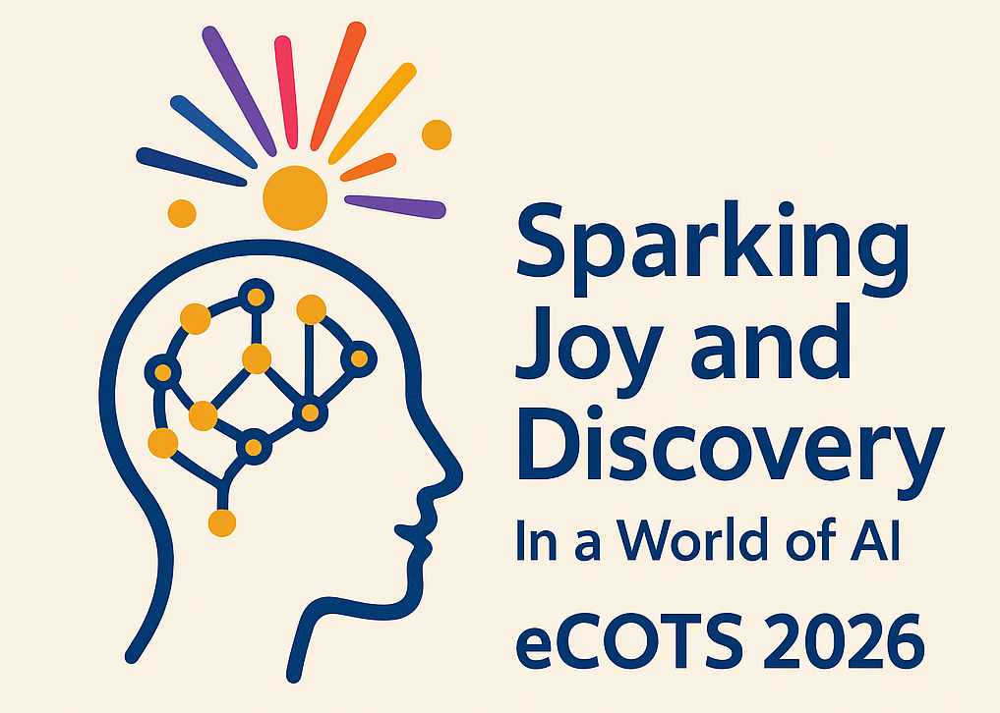 Sparking
Joy and
Discovery
In a World of AI
eCOTS 2026